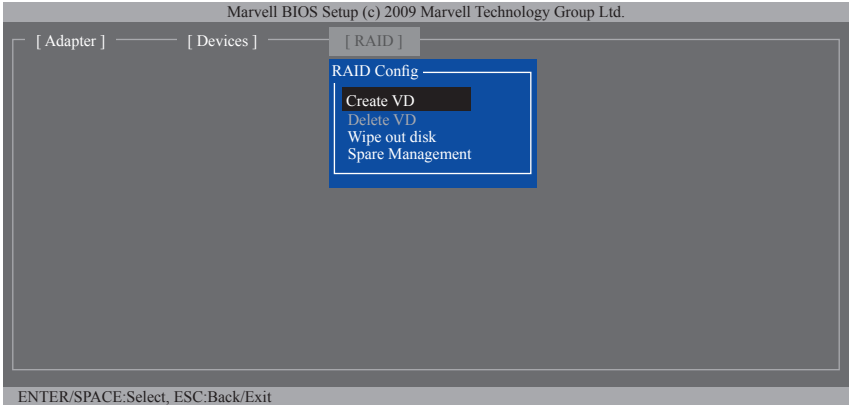 Marvell BIOS Setup (c) 2009 Marvell Technology Group Ltd.
[ Adapter ] [ Devices ] [ RAID ]
RAID Config
Create VD
Delete VD
Wipe out disk
Spare Management
ENTER/SPACE:Select, ESC:Back/Exit